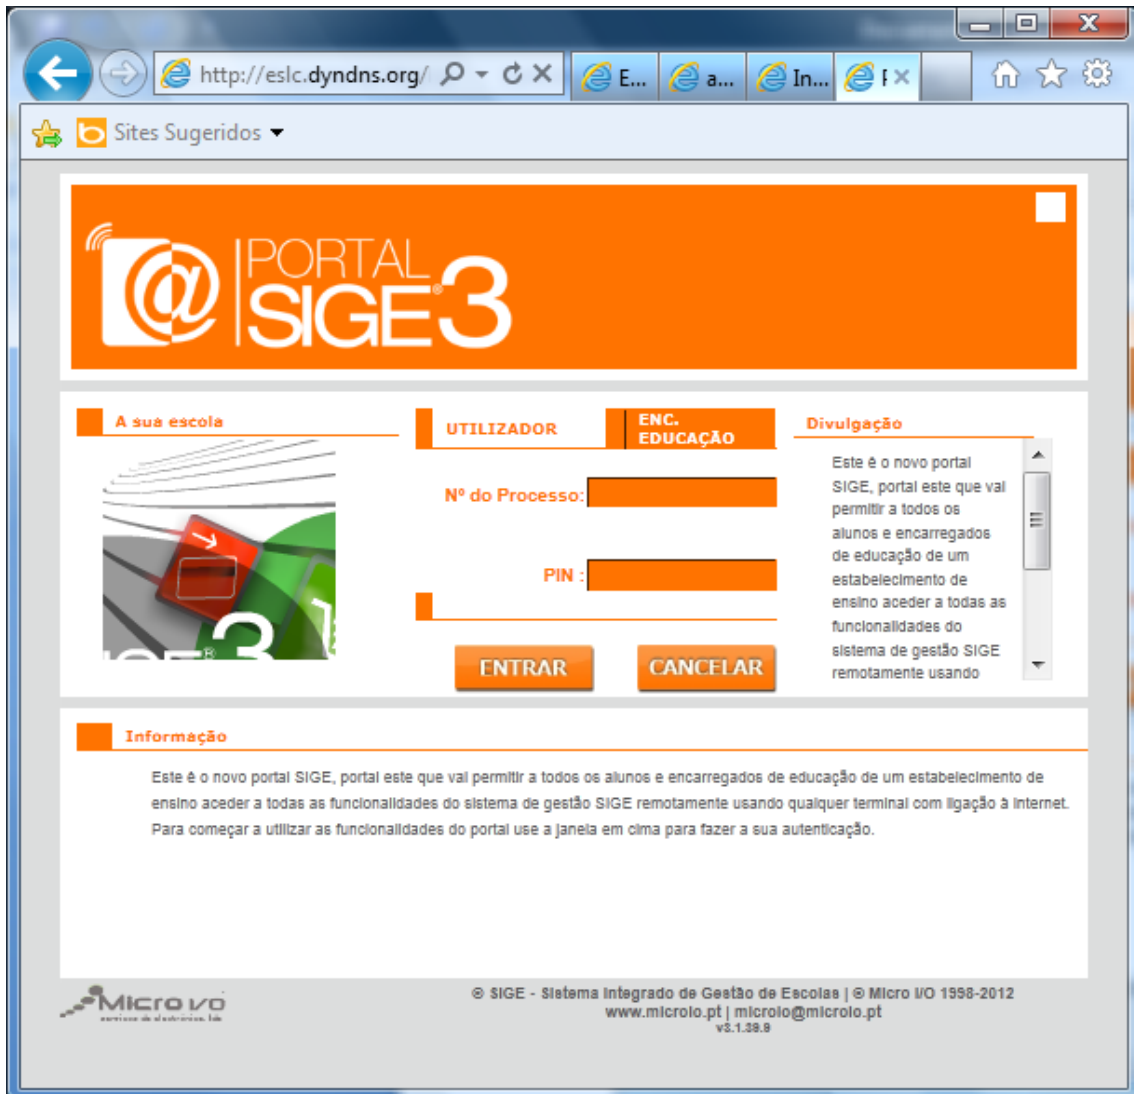 http://eslc.dyndns.org/
E...
a...
In...
Sites Sugeridos
@ PORTAL
SIGE®3
A sua escola
3
UTILIZADOR
ENC.
EDUCAÇÃO
Nº do Processo:
PIN :
ENTRAR
CANCELAR
Divulgação
Este é o novo portal
SIGE, portal este que vai
permitir a todos os
alunos e encarregados
de educação de um
estabelecimento de
ensino aceder a todas as
funcionalidades do
sistema de gestão SIGE
remotamente usando
Informação
Este é o novo portal SIGE, portal este que vai permitir a todos os alunos e encarregados de educação de um estabelecimento de
ensino aceder a todas as funcionalidades do sistema de gestão SIGE remotamente usando qualquer terminal com ligação à internet.
Para começar a utilizar as funcionalidades do portal use a janela em cima para fazer a sua autenticação.
Micro I/O
© SIGE - Sistema Integrado de Gestão de Escolas | © Micro I/O 1998-2012
www.microio.pt | microio@microio.pt
v3.1.39.9